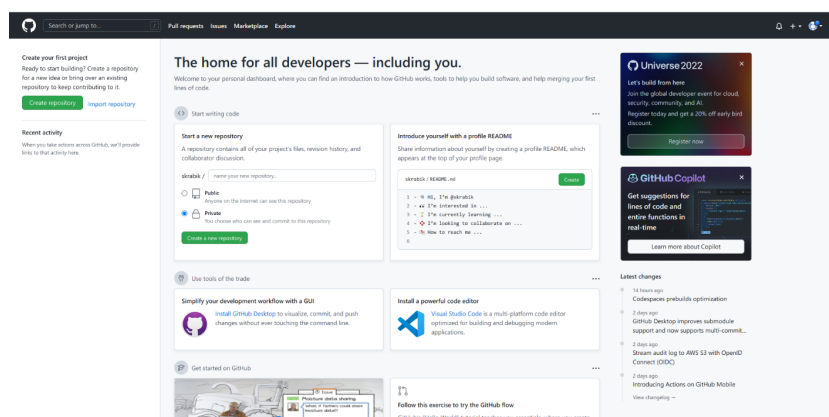 Search or jump to...
/
Pull requests Issues Marketplace Explore
Create your first project
Ready to start building? Create a repository
for a new idea or bring over an existing
repository to keep contributing to it.
Create repository
Import repository
Recent activity
When you take actions across GitHub, we'll provide
links to that activity here.
The home for all developers — including you.
Welcome to your personal dashboard, where you can find an introduction to how GitHub works, tools to help you build software, and help merging your first
lines of code.
Start writing code
Start a new repository
A repository contains all of your project's files, revision history, and
collaborator discussion.
skrabik /
name your new repository...
Public
Anyone on the internet can see this repository
Private
You choose who can see and commit to this repository
Create a new repository
Introduce yourself with a profile README
Share information about yourself by creating a profile README, which
appears at the top of your profile page.
skrabik / README.md
Create
1 - 👋 Hi, I'm @skrabik
2 - 👀 I'm interested in ...
3 - 🌱 I'm currently learning ...
4 - 💞️ I'm looking to collaborate on ...
5 - 📫 How to reach me ...
6
Use tools of the trade
Simplify your development workflow with a GUI
Install GitHub Desktop to visualize, commit, and push
changes without ever touching the command line.
Install a powerful code editor
Visual Studio Code is a multi-platform code editor
optimized for building and debugging modern
applications.
Get started on GitHub
Moisture status sharing
What if farmers could share
moisture data?!
Follow this exercise to try the GitHub flow
Universe 2022
Let's build from here
Join the global developer event for cloud,
security, community, and AI.
Register today and get a 20% off early bird
discount.
Register now
GitHub Copilot
Get suggestions for
lines of code and
entire functions in
real-time
Learn more about Copilot
Latest changes
14 hours ago
Codespaces prebuilds optimization
2 days ago
GitHub Desktop improves submodule
support and now supports multi-commit...
2 days ago
Stream audit log to AWS S3 with OpenID
Connect (OIDC)
2 days ago
Introducing Actions on GitHub Mobile
View changelog →